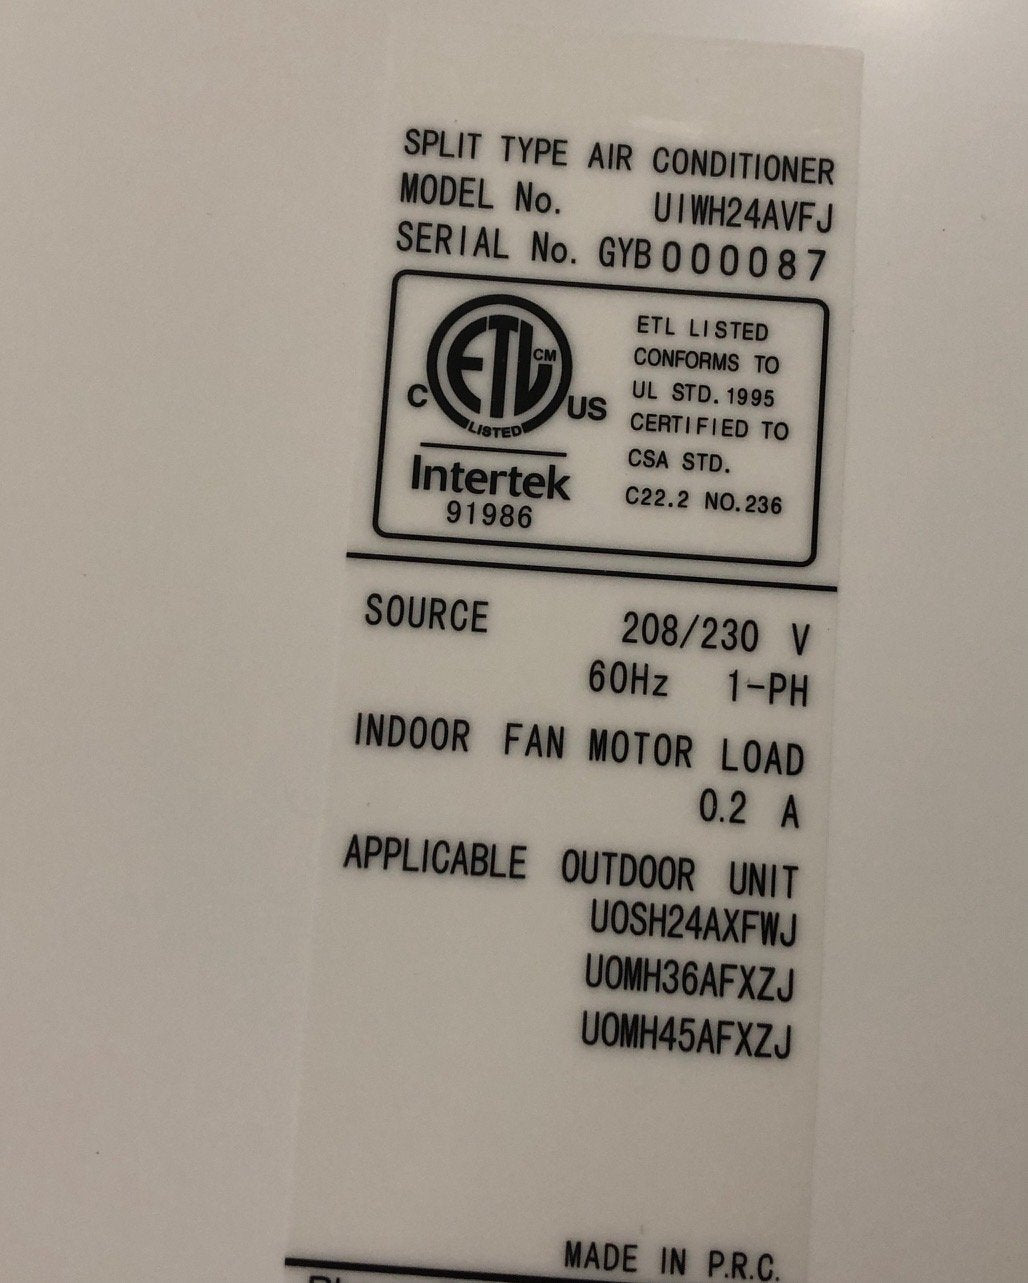 SPLIT TYPE AIR CONDITIONER
MODEL No. UIWH24AVFJ
SERIAL No. GYB000087
ETL CM
C US
LISTED
Intertek
91986
ETL LISTED
CONFORMS TO
UL STD. 1995
CERTIFIED TO
CSA STD.
C22.2 NO.236
SOURCE 208/230 V
60Hz 1-PH
INDOOR FAN MOTOR LOAD
0.2 A
APPLICABLE OUTDOOR UNIT
UOSH24AXFWJ
UOMH36AFXZJ
UOMH45AFXZJ
MADE IN P.R.C.